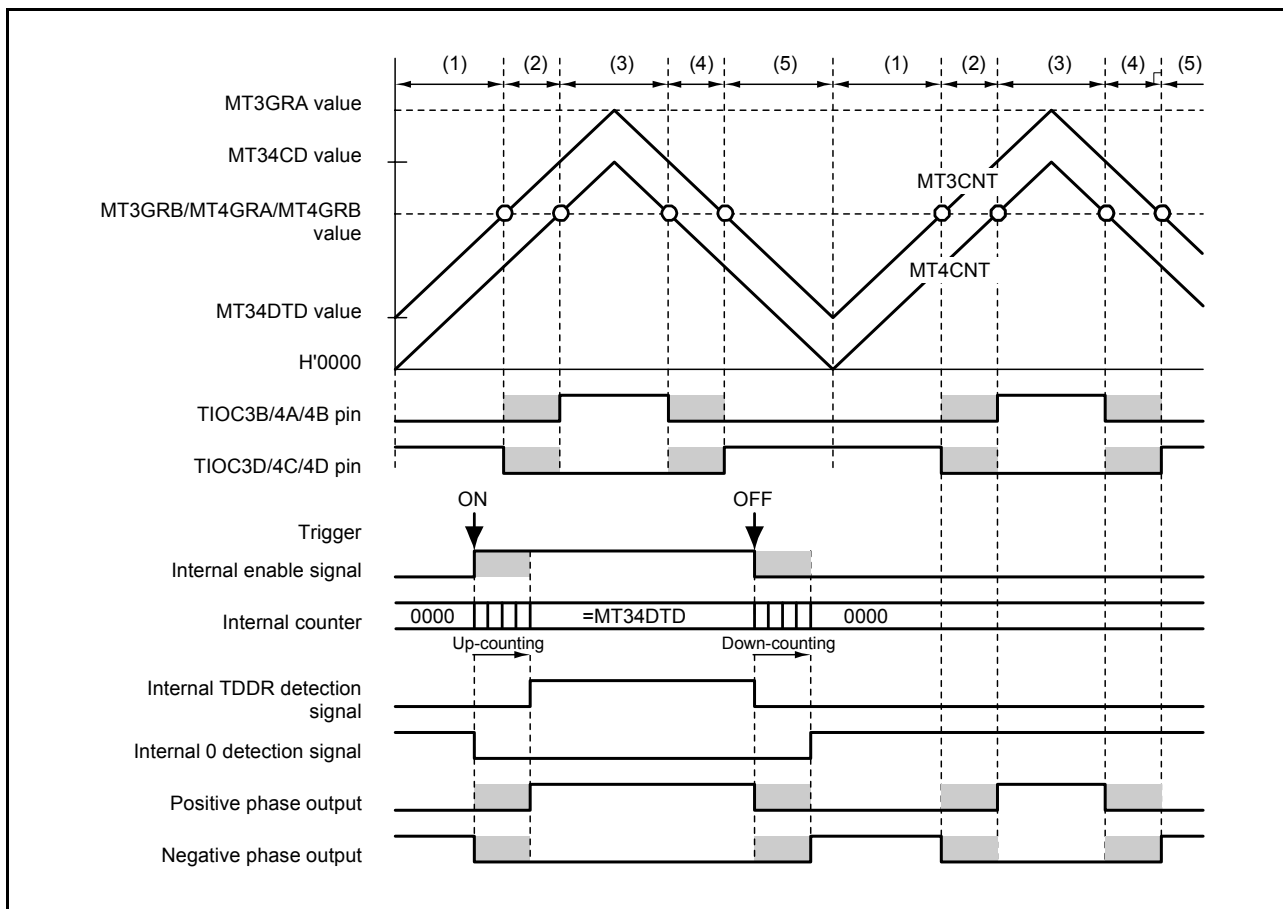 (1) (2) (3) (4) (5) (1) (2) (3) (4) (5)
MT3GRA value
MT34CD value
MT3CNT
MT3GRB/MT4GRA/MT4GRB
value
MT4CNT
MT34DTD value
H'0000
TIOC3B/4A/4B pin
TIOC3D/4C/4D pin
ON OFF
Trigger
Internal enable signal
Internal counter 0000 =MT34DTD 0000
Up-counting Down-counting
Internal TDDR detection
signal
Internal 0 detection signal
Positive phase output
Negative phase output